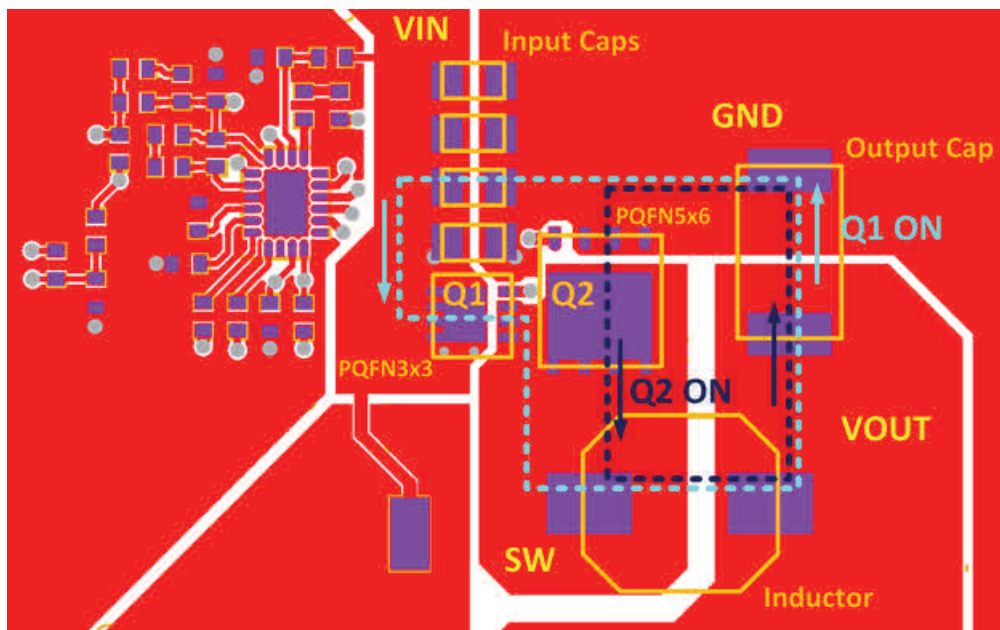 VIN
Input Caps
GND
Output Cap
PQFN5x6
Q1 ON
Q1
Q2
PQFN3x3
Q2 ON
VOUT
SW
Inductor